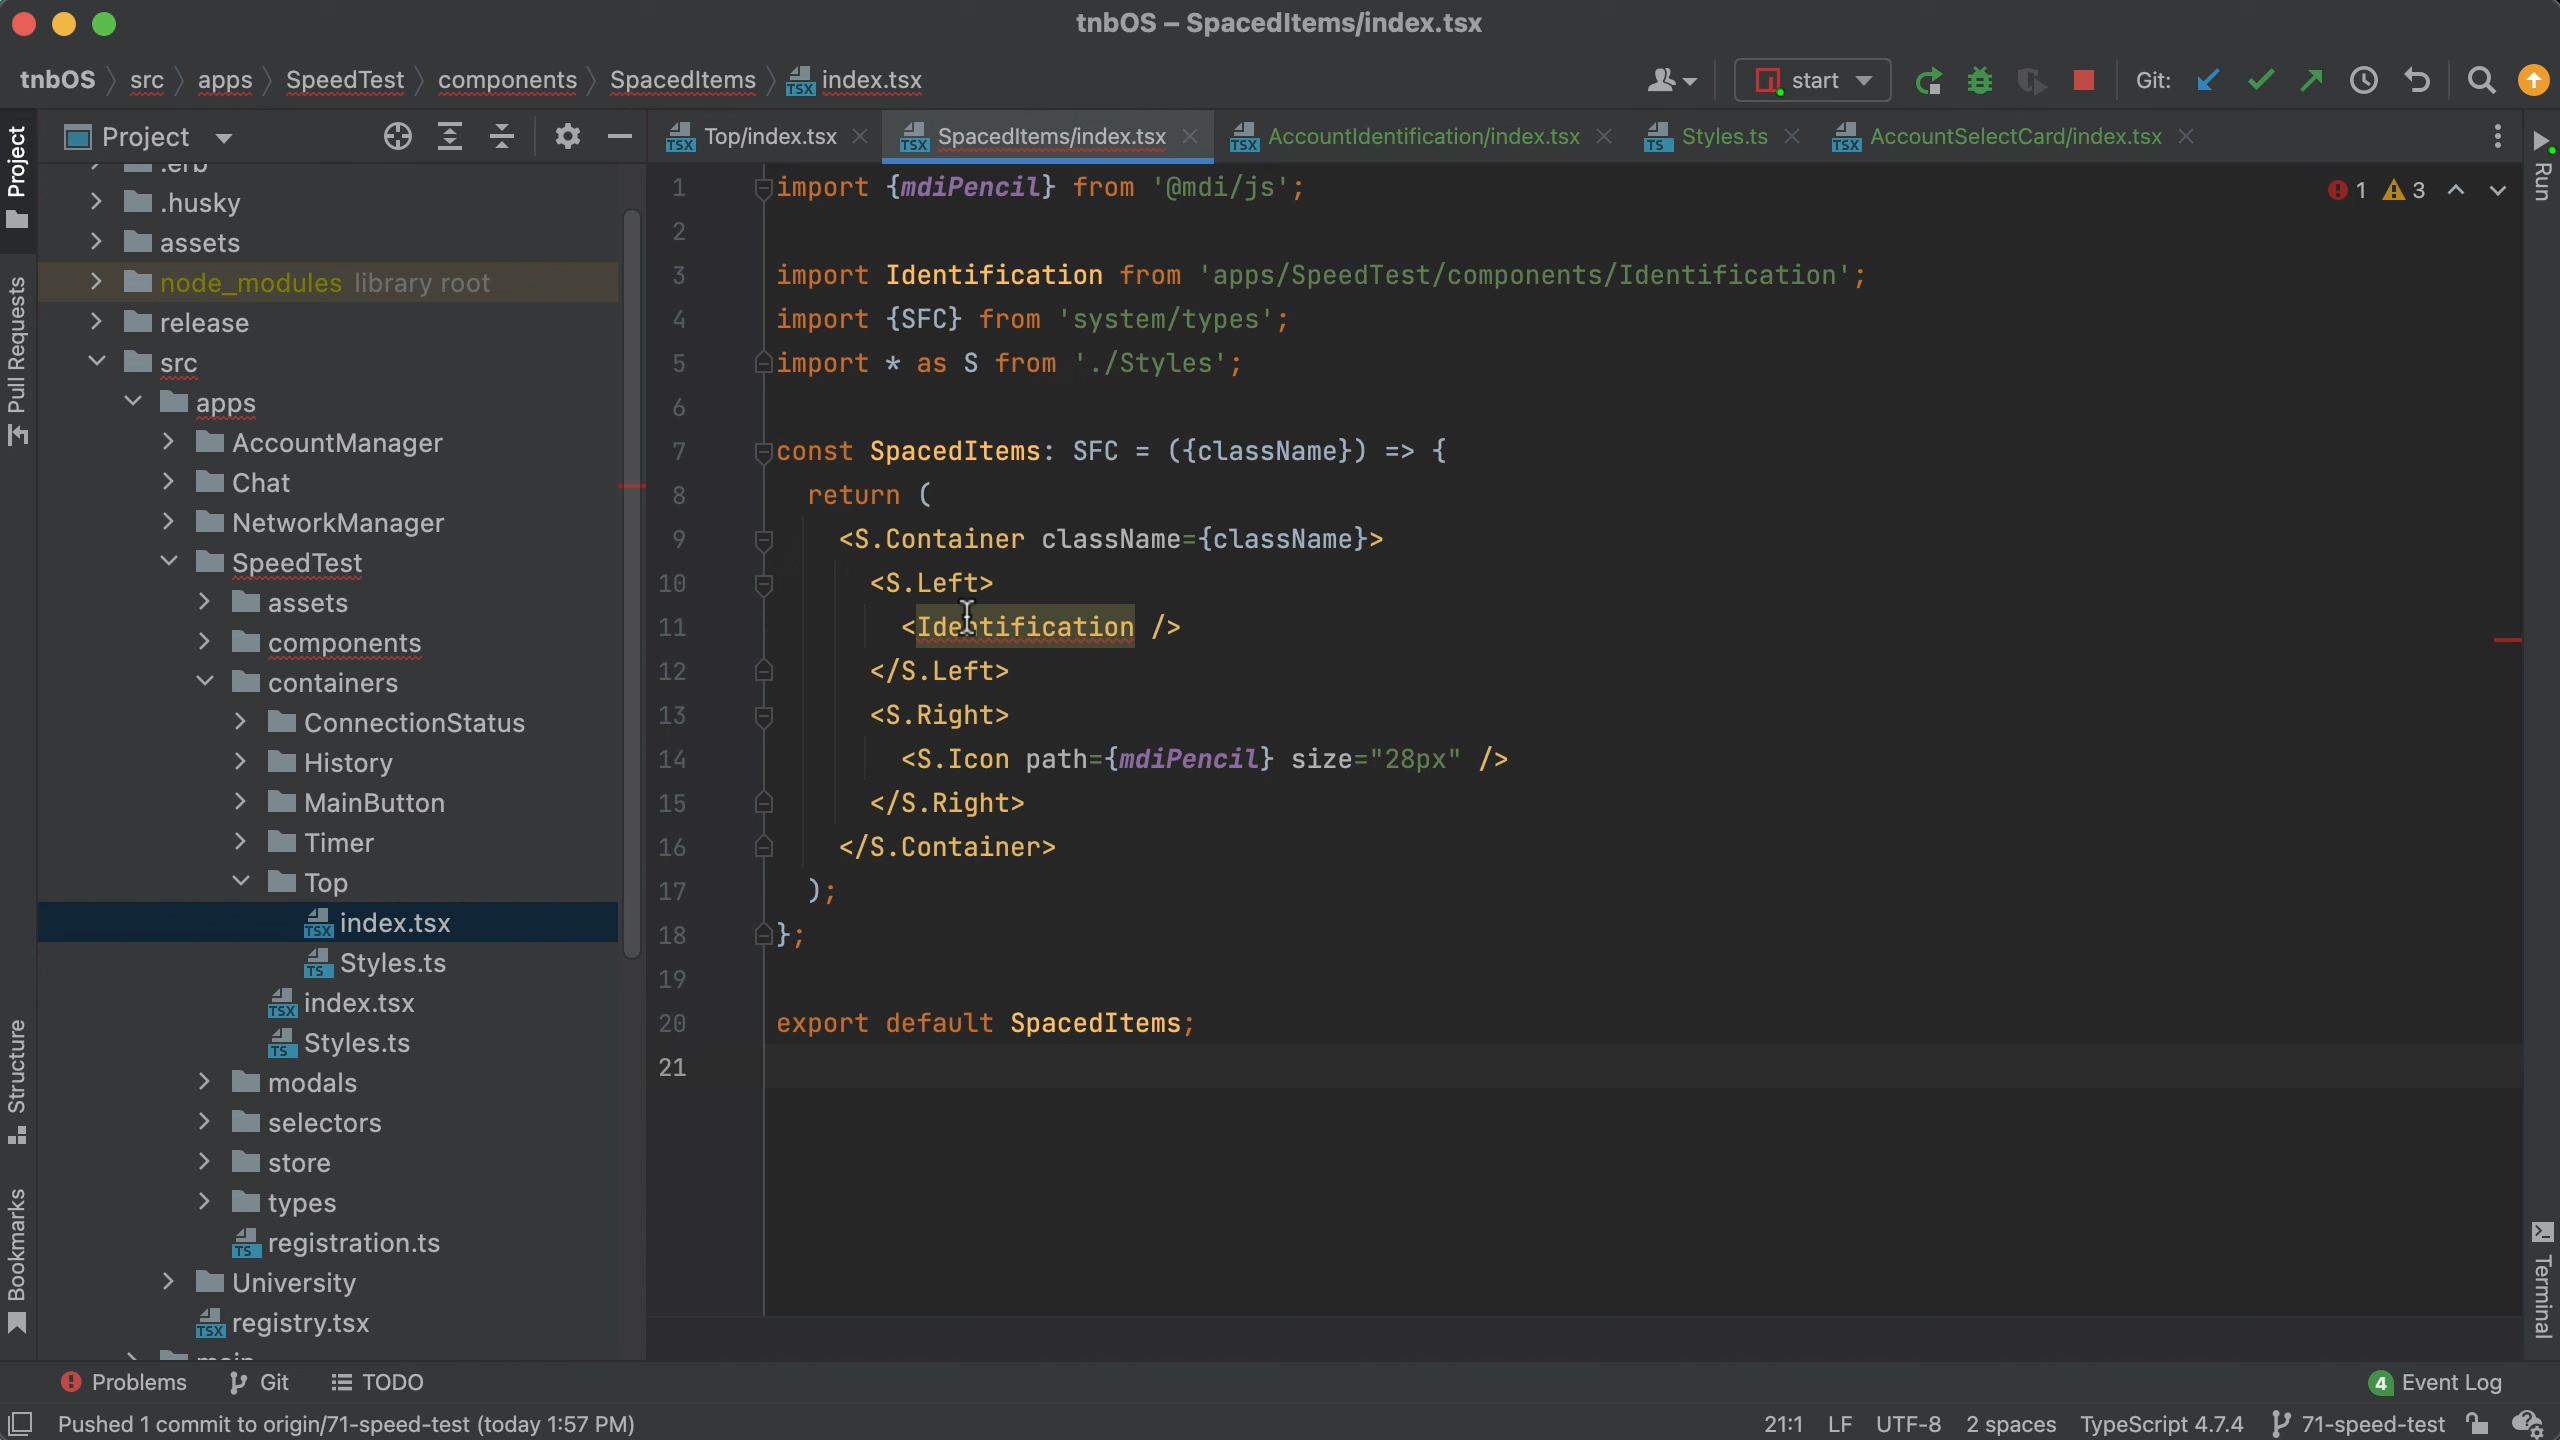 tnbOS – SpacedItems/index.tsx
tnbOS src apps SpeedTest components SpacedItems index.tsx
start
Git:
Project
Top/index.tsx
SpacedItems/index.tsx
AccountIdentification/index.tsx
Styles.ts
AccountSelectCard/index.tsx
Project
Pull Requests
Structure
Bookmarks
.erb
.husky
assets
node_modules library root
release
src
apps
AccountManager
Chat
NetworkManager
SpeedTest
assets
components
containers
ConnectionStatus
History
MainButton
Timer
Top
index.tsx
Styles.ts
index.tsx
Styles.ts
modals
selectors
store
types
registration.ts
University
registry.tsx
1 import {mdiPencil} from '@mdi/js';
2
3 import Identification from 'apps/SpeedTest/components/Identification';
4 import {SFC} from 'system/types';
5 import * as S from './Styles';
6
7 const SpacedItems: SFC = ({className}) => {
8 return (
9 <S.Container className={className}>
10 <S.Left>
11 <Identification />
12 </S.Left>
13 <S.Right>
14 <S.Icon path={mdiPencil} size="28px" />
15 </S.Right>
16 </S.Container>
17 );
18 };
19
20 export default SpacedItems;
21
1 3
Run
Terminal
Problems Git TODO
4 Event Log
Pushed 1 commit to origin/71-speed-test (today 1:57 PM)
21:1 LF UTF-8 2 spaces TypeScript 4.7.4 71-speed-test